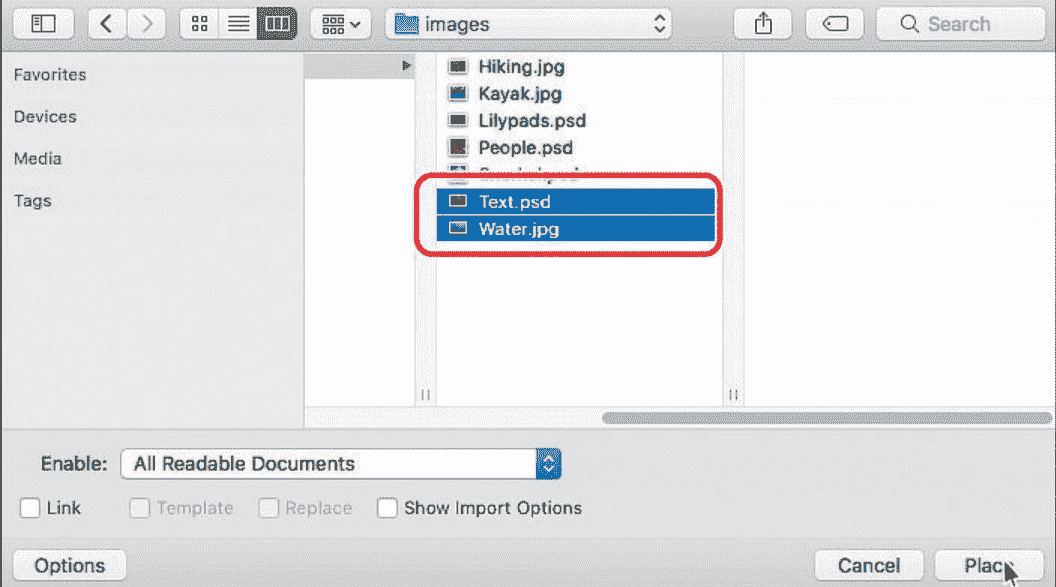 images
Search
Favorites
Devices
Media
Tags
Hiking.jpg
Kayak.jpg
Lilypads.psd
People.psd
Text.psd
Water.jpg
Enable: All Readable Documents
Link Template Replace Show Import Options
Options Cancel